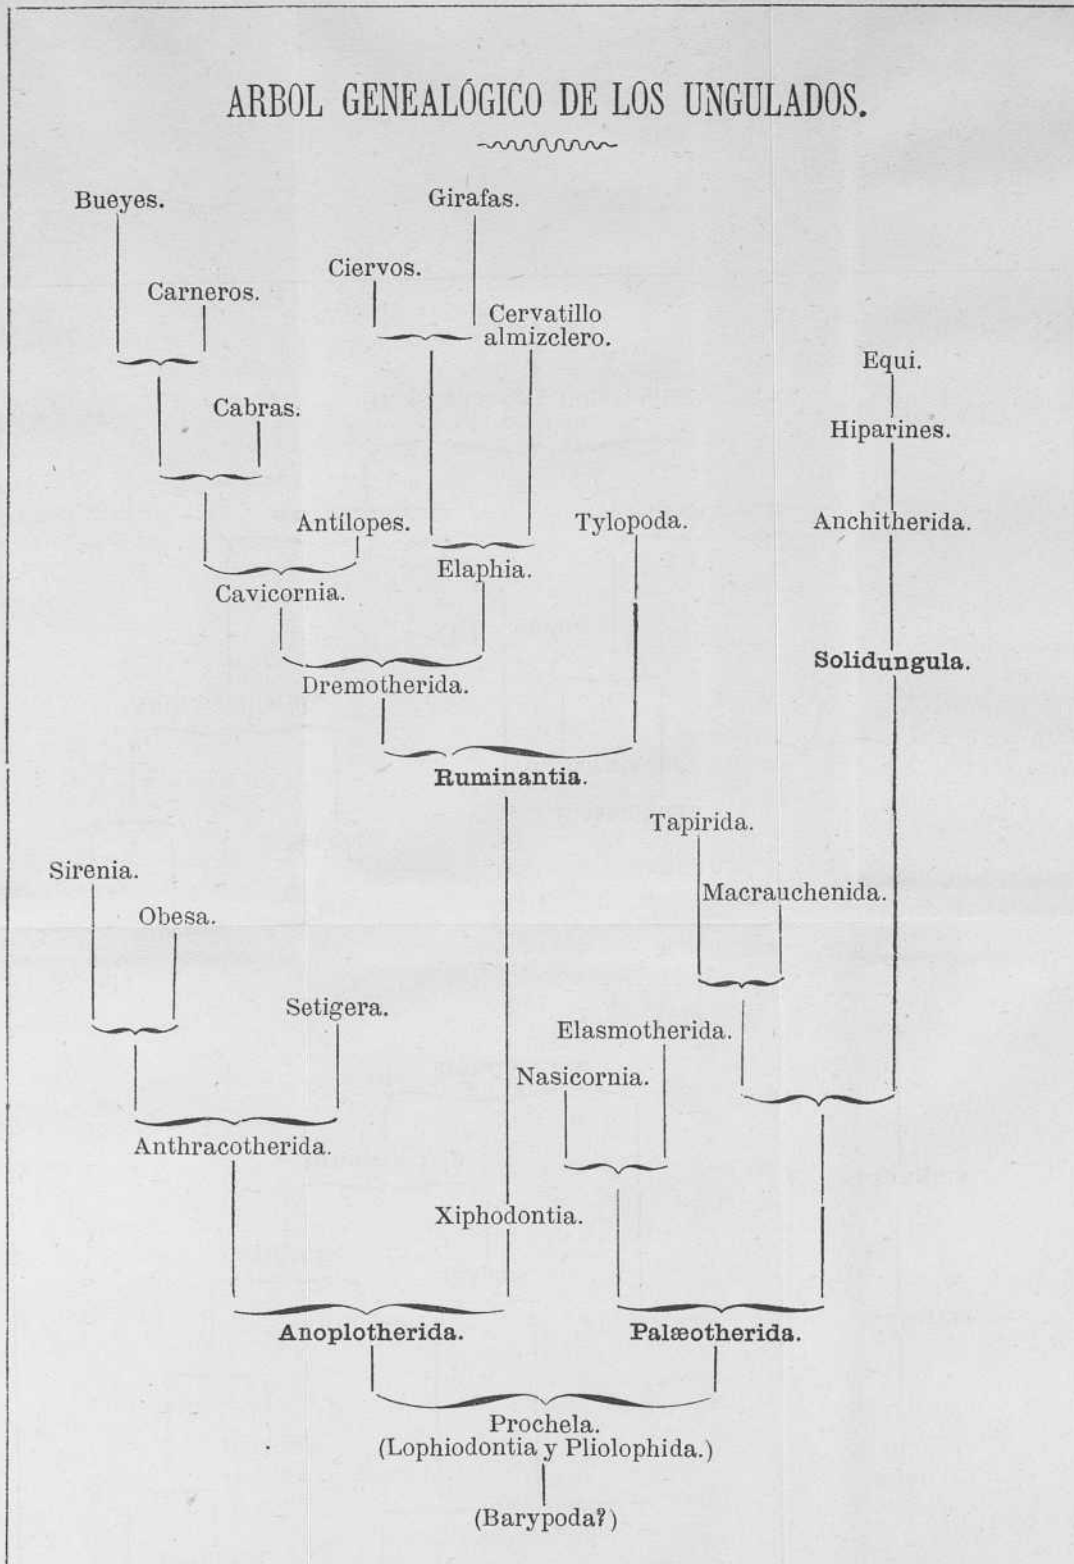 ARBOL GENEALÓGICO DE LOS UNGULADOS.
Bueyes.
Girafas.
Ciervos.
Carneros.
Cervatillo
almizclero.
Equi.
Cabras.
Hiparines.
Antílopes.
Tylopoda.
Anchitherida.
Elaphia.
Cavicornia.
Solidungula.
Dremotherida.
Ruminantia.
Tapirida.
Sirenia.
Macrauchenida.
Obesa.
Setigera.
Elasmotherida.
Nasicornia.
Anthracotherida.
Xiphodontia.
Anoplotherida.
Palæotherida.
Prochela.
(Lophiodontia y Pliolophida.)
(Barypoda?)